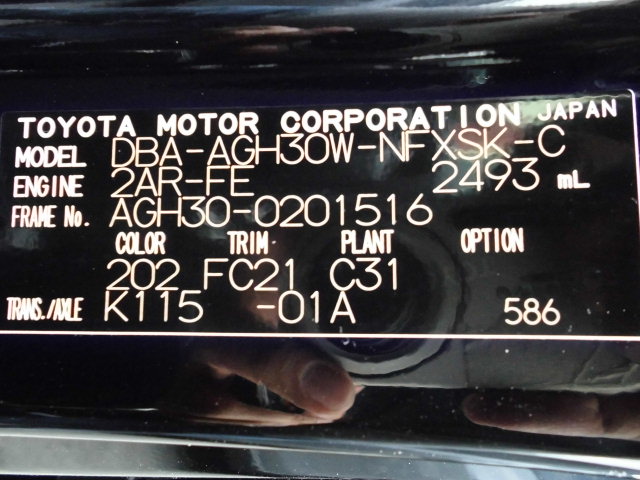 TOYOTA MOTOR CORPORATION JAPAN
MODEL DBA-AGH30W-NFXSK-C
ENGINE 2AR-FE 2493 mL
FRAME No. AGH30-0201516
COLOR TRIM PLANT OPTION
202 FC21 C31
TRANS./AXLE K115 -01A 586